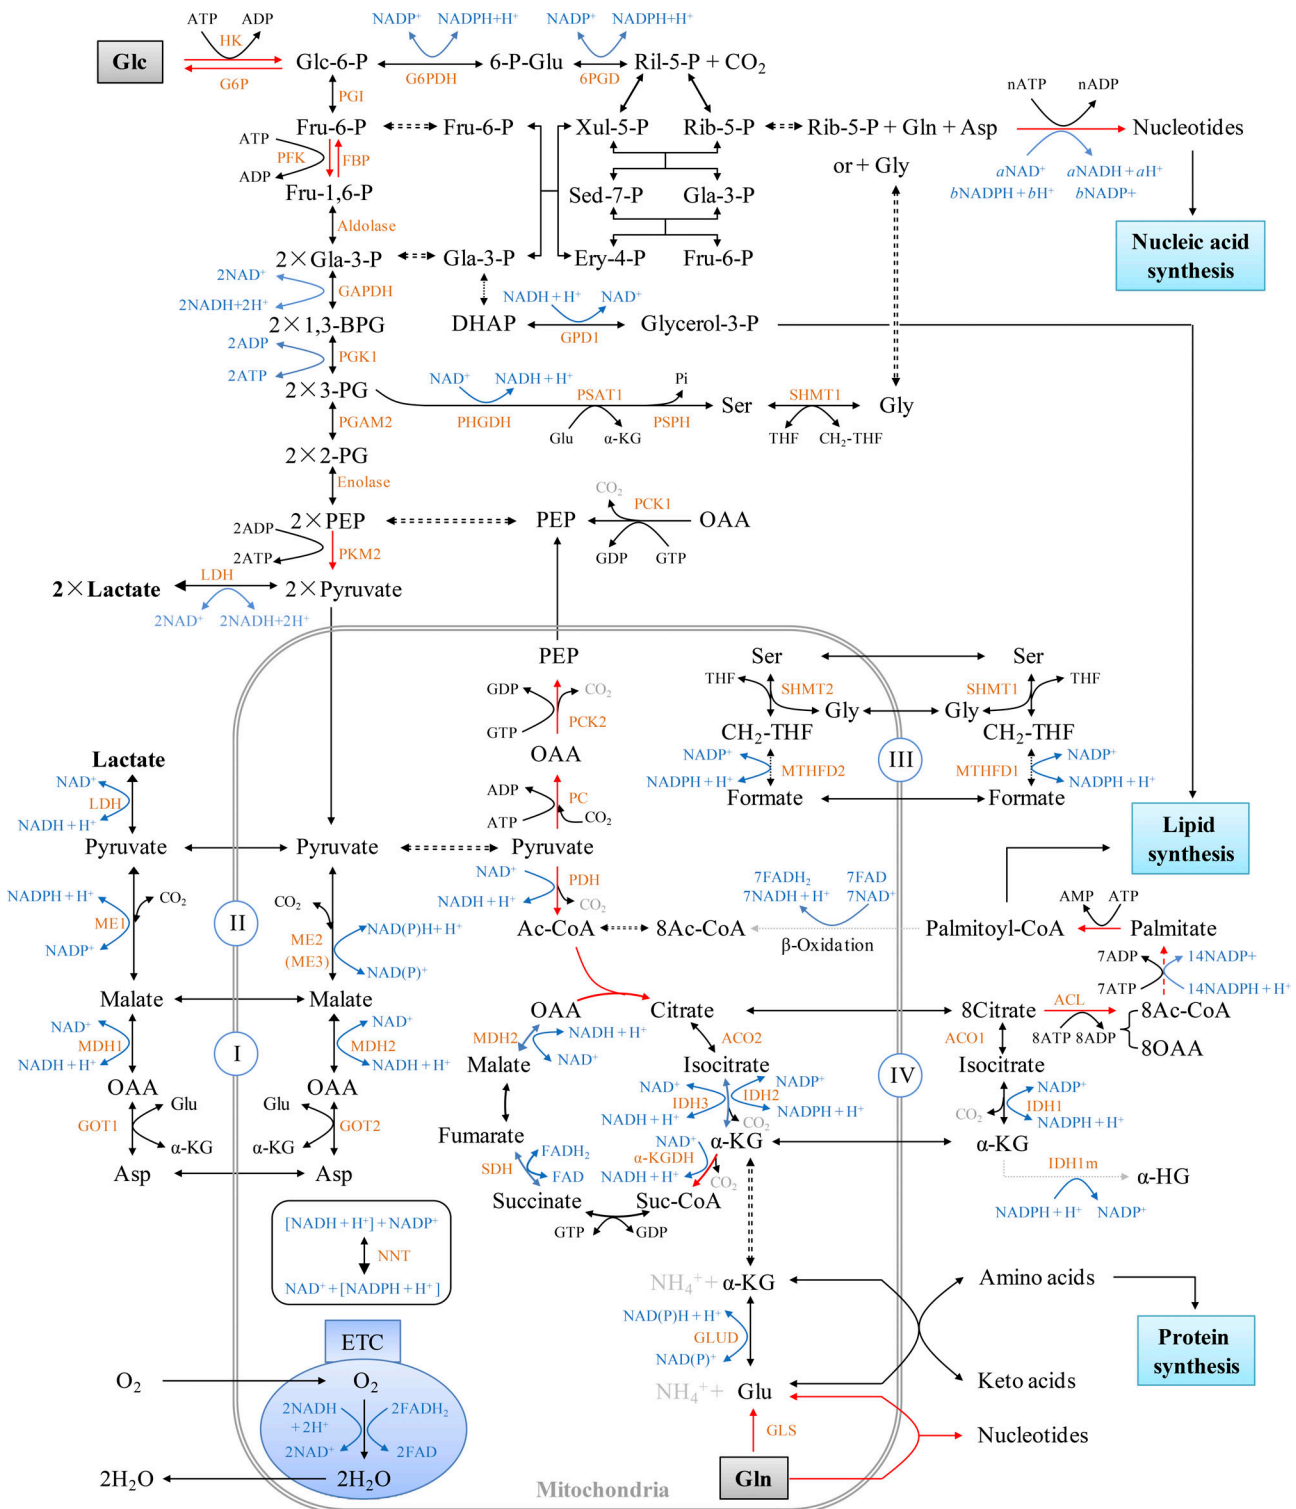 ATP ADP NADP⁺ NADPH+H⁺ NADP⁺ NADPH+H⁺
HK
Glc Glc-6-P 6-P-Glu Ril-5-P + CO₂
G6P G6PDH 6PGD
PGI nATP nADP
Fru-6-P Fru-6-P Xul-5-P Rib-5-P Rib-5-P + Gln + Asp Nucleotides
ATP
PFK FBP or + Gly
ADP aNAD⁺ aNADH + aH⁺
Fru-1,6-P Sed-7-P Gla-3-P bNADPH + bH⁺ bNADP+
Aldolase
Nucleic acid
synthesis
2×Gla-3-P Gla-3-P Ery-4-P Fru-6-P
2NAD⁺
GAPDH
2NADH+2H⁺ NADH + H⁺ NAD⁺
2×1,3-BPG DHAP Glycerol-3-P
2ADP GPD1
PGK1
2ATP NAD⁺ NADH + H⁺ Pi
2×3-PG PSAT1 SHMT1
Ser Gly
PGAM2 PHGDH PSPH
Glu α-KG THF CH₂-THF
2×2-PG
Enolase
CO₂ PCK1
2×PEP PEP OAA
2ADP
PKM2 GDP GTP
2ATP
LDH
2×Lactate 2×Pyruvate
2NAD⁺ 2NADH+2H⁺
PEP Ser Ser
THF THF
GDP CO₂ SHMT2 SHMT1
Gly Gly
PCK2
GTP CH₂-THF CH₂-THF
OAA III
Lactate NADP⁺ NADP⁺
NAD⁺ MTHFD2 MTHFD1
ADP PC NADPH + H⁺ NADPH + H⁺
LDH Formate Formate
ATP CO₂
NADH + H⁺
Lipid
synthesis
Pyruvate Pyruvate Pyruvate
NAD⁺ PDH 7FADH₂ 7FAD
NADPH + H⁺ CO₂ CO₂ NADH + H⁺ CO₂ 7NADH + H⁺ 7NAD⁺ AMP ATP
ME1 II
ME2 NAD(P)H + H⁺ Ac-CoA 8Ac-CoA Palmitoyl-CoA Palmitate
NADP⁺ (ME3) β-Oxidation
NAD(P)⁺ 7ADP 14NADP+
7ATP 14NADPH + H⁺
Malate Malate OAA Citrate 8Citrate ACL 8Ac-CoA
NAD⁺ NAD⁺ MDH2 NADH + H⁺ ACO2 ACO1 8ATP 8ADP
MDH1 I MDH2 NAD⁺ 8OAA
NADH + H⁺ NADH + H⁺ Malate Isocitrate IV Isocitrate
OAA OAA NAD⁺ NADP⁺ NADP⁺
Glu Glu IDH3 IDH2 IDH1
NADH + H⁺ NADPH + H⁺ CO₂ NADPH + H⁺
GOT1 GOT2 CO₂
Fumarate α-KG α-KG
α-KG α-KG NAD⁺
FADH₂ α-KGDH
Asp Asp SDH IDH1m
FAD NADH + H⁺ CO₂ α-HG
Succinate Suc-CoA NADPH + H⁺ NADP⁺
[NADH + H⁺] + NADP⁺ GTP GDP
NNT
NAD⁺ + [NADPH + H⁺] NH₄⁺ + α-KG Amino acids
NAD(P)H + H⁺
GLUD
Protein
synthesis
ETC NAD(P)⁺
O₂ O₂ NH₄⁺ + Glu Keto acids
2NADH 2FADH₂
+ 2H⁺
GLS Nucleotides
2NAD⁺ 2FAD
2H₂O 2H₂O Gln
Mitochondria